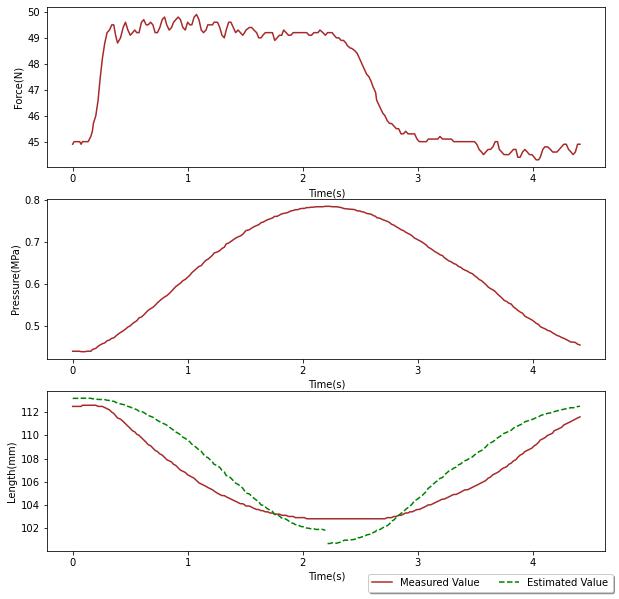 50
49
48
47
46
45
Force(N)
0 1 2 3 4
Time(s)
0.8
0.7
0.6
0.5
Pressure(MPa)
0 1 2 3 4
Time(s)
112
110
108
106
104
102
Length(mm)
0 1 2 3 4
Time(s)
Measured Value Estimated Value